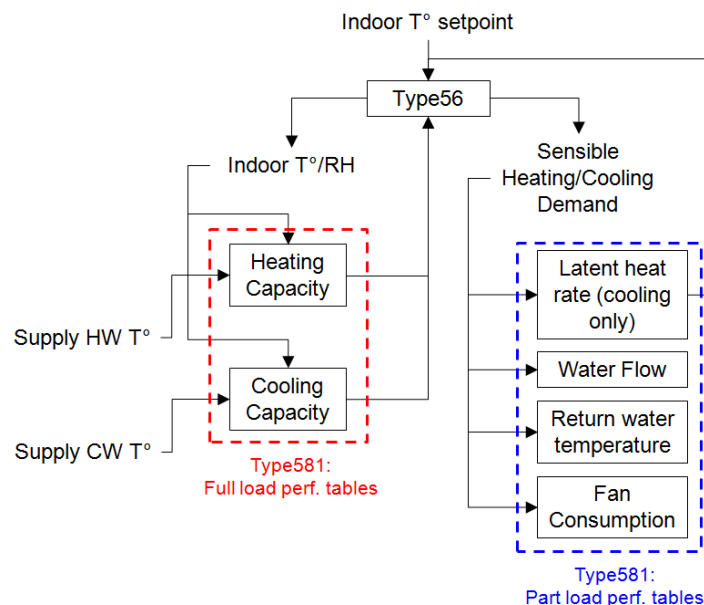 Indoor T° setpoint
Type56
Indoor T°/RH
Sensible
Heating/Cooling
Demand
Heating
Capacity
Latent heat
rate (cooling
only)
Supply HW T°
Water Flow
Cooling
Capacity
Return water
temperature
Supply CW T°
Type581:
Full load perf. tables
Fan
Consumption
Type581:
Part load perf. tables